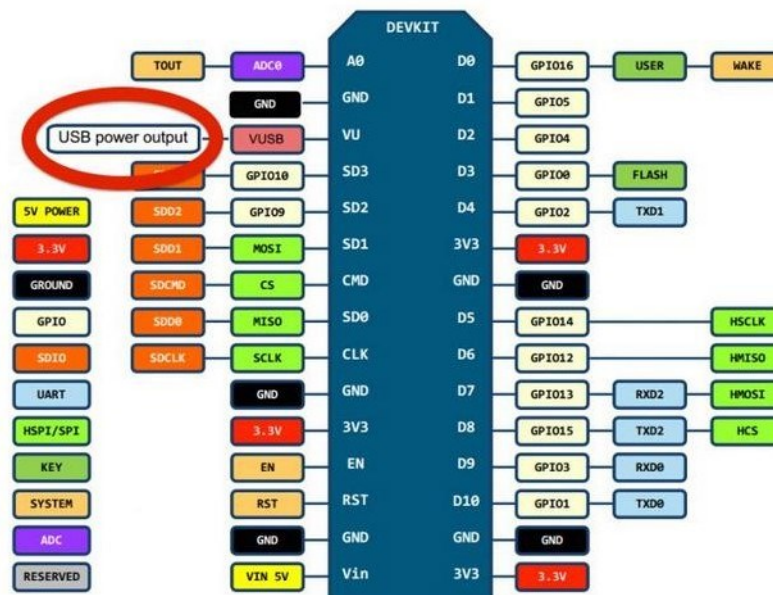 DEVKIT
TOUT ADC0 A0 D0 GPIO16 USER WAKE
GND GND D1 GPIO5
USB power output VUSB VU D2 GPIO4
GPIO10 SD3 D3 GPIO0 FLASH
5V POWER SDD2 GPIO9 SD2 D4 GPIO2 TXD1
3.3V SDD1 MOSI SD1 3V3 3.3V
GROUND SDCMD CS CMD GND GND
GPIO SDD0 MISO SD0 D5 GPIO14 HSCLK
SDIO SDCLK SCLK CLK D6 GPIO12 HMISO
UART GND GND D7 GPIO13 RXD2 HMOSI
HSPI/SPI 3.3V 3V3 D8 GPIO15 TXD2 HCS
KEY EN EN D9 GPIO3 RXD0
SYSTEM RST RST D10 GPIO1 TXD0
ADC GND GND GND GND
RESERVED VIN 5V Vin 3V3 3.3V